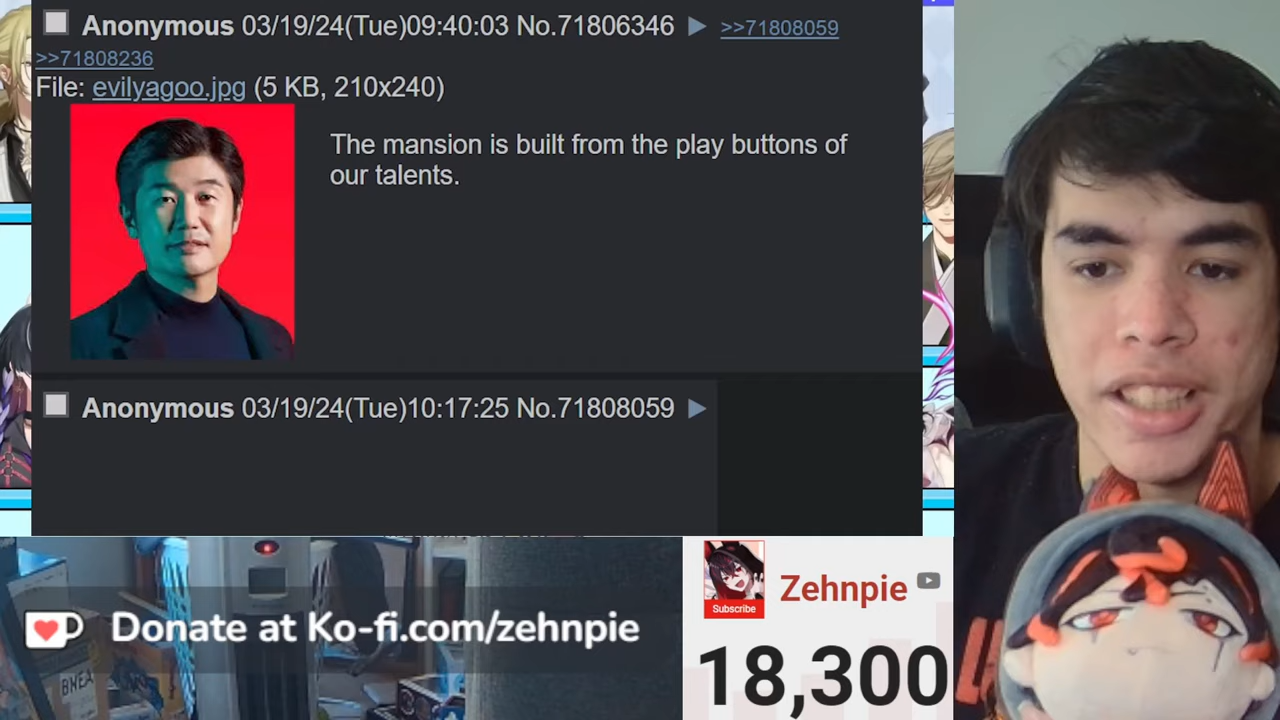 Anonymous 03/19/24(Tue)09:40:03 No.71806346 ▶ >>71808059
>>71808236
File: evilyagoo.jpg (5 KB, 210x240)
The mansion is built from the play buttons of
our talents.
Anonymous 03/19/24(Tue)10:17:25 No.71808059 ▶
Donate at Ko-fi.com/zehnpie
Subscribe
Zehnpie
18,300